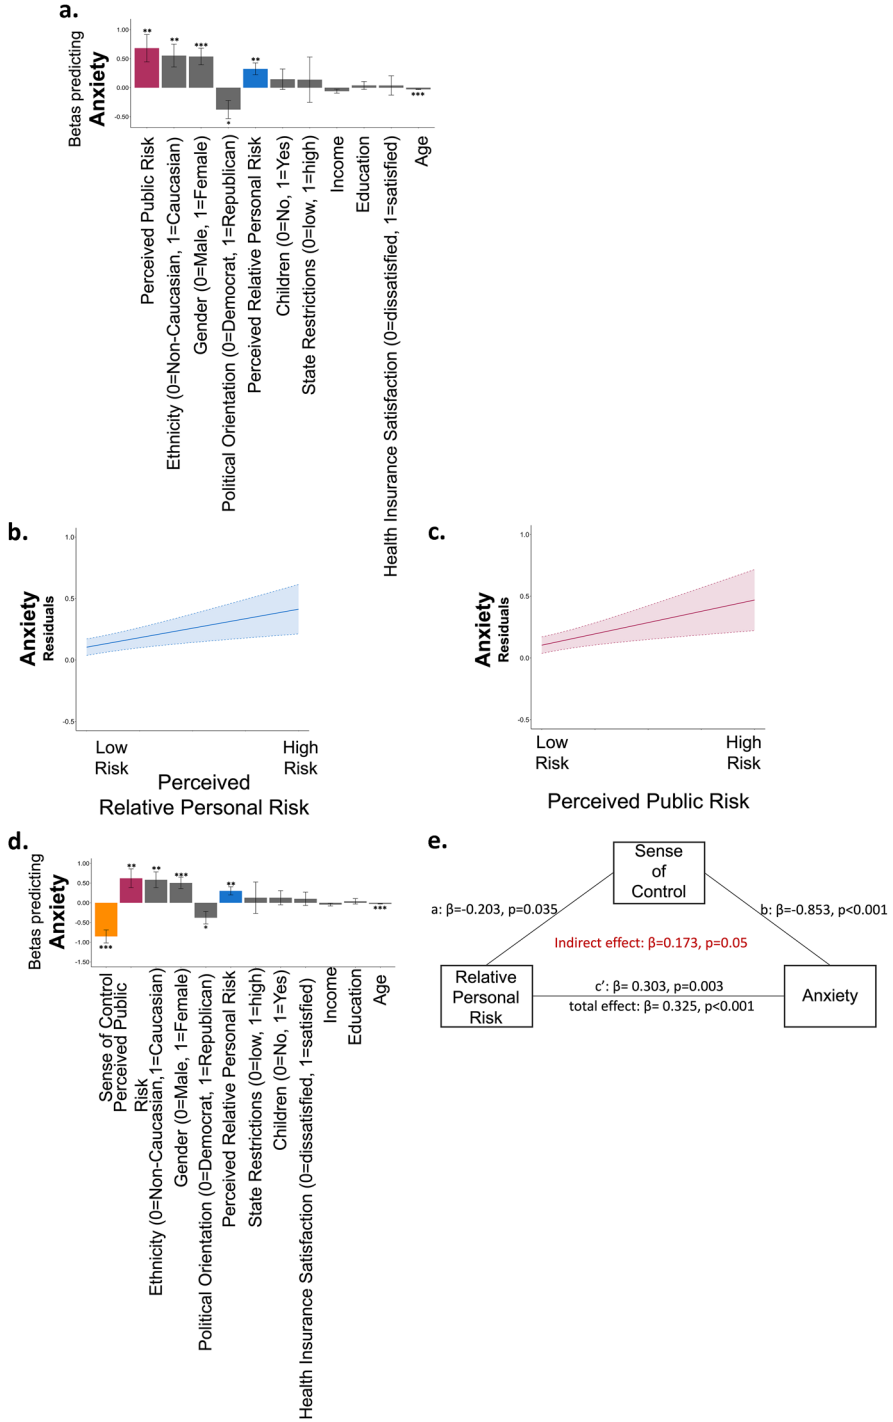 a.
Betas predicting
Anxiety
1.00
0.50
0.00
-0.50
**
**
***
*
**
***
Perceived Public Risk
Ethnicity (0=Non-Caucasian, 1=Caucasian)
Gender (0=Male, 1=Female)
Political Orientation (0=Democrat, 1=Republican)
Perceived Relative Personal Risk
Children (0=No, 1=Yes)
State Restrictions (0=low, 1=high)
Income
Education
Health Insurance Satisfaction (0=dissatisfied, 1=satisfied)
Age
b.
Anxiety
Residuals
1.0
0.5
0.0
-0.5
Low
Risk
High
Risk
Perceived
Relative Personal Risk
c.
Anxiety
Residuals
1.0
0.5
0.0
-0.5
Low
Risk
High
Risk
Perceived Public Risk
d.
Betas predicting
Anxiety
1.00
0.50
0.00
-0.50
-1.00
-1.50
***
**
**
***
*
**
***
Sense of Control
Perceived Public
Risk
Ethnicity (0=Non-Caucasian,1=Caucasian)
Gender (0=Male, 1=Female)
Political Orientation (0=Democrat, 1=Republican)
Perceived Relative Personal Risk
State Restrictions (0=low, 1=high)
Children (0=No, 1=Yes)
Health Insurance Satisfaction (0=dissatisfied, 1=satisfied)
Income
Education
Age
e.
Sense
of
Control
a: β=-0.203, p=0.035
b: β=-0.853, p<0.001
Indirect effect: β=0.173, p=0.05
Relative
Personal
Risk
c’: β= 0.303, p=0.003
total effect: β= 0.325, p<0.001
Anxiety